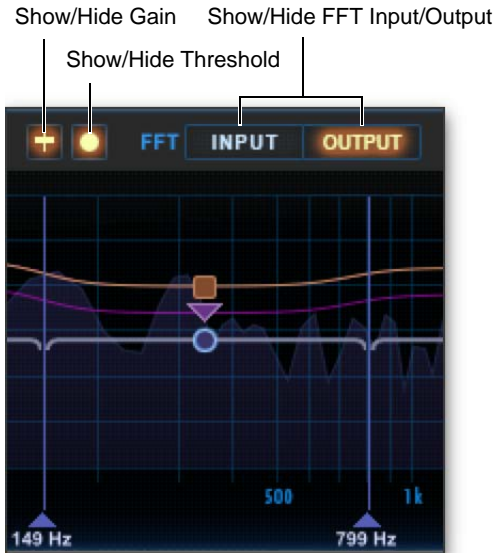 Show/Hide Gain
Show/Hide FFT Input/Output
Show/Hide Threshold
FFT
INPUT
OUTPUT
500
1k
149 Hz
799 Hz